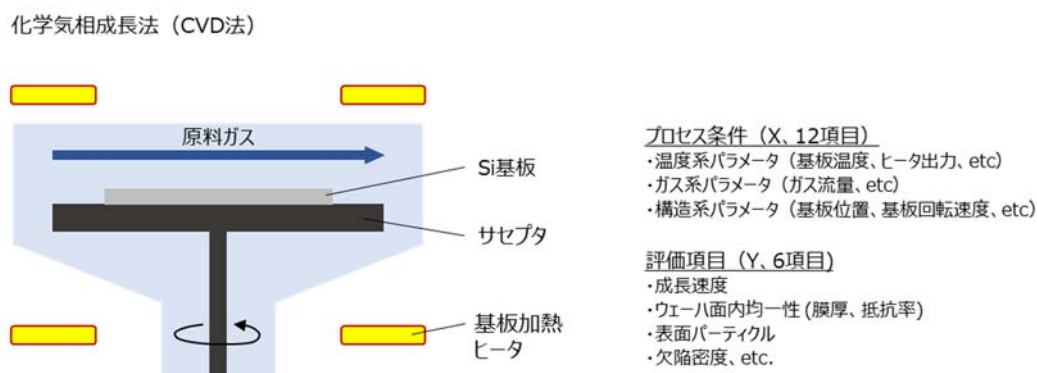 化学気相成長法（CVD法）
原料ガス
Si基板
サセプタ
基板加熱
ヒータ
プロセス条件（X、12項目）
・温度系パラメータ（基板温度、ヒータ出力、etc）
・ガス系パラメータ（ガス流量、etc）
・構造系パラメータ（基板位置、基板回転速度、etc）
評価項目（Y、6項目)
・成長速度
・ウェーハ面内均一性 (膜厚、抵抗率）
・表面パーティクル
・欠陥密度、etc.